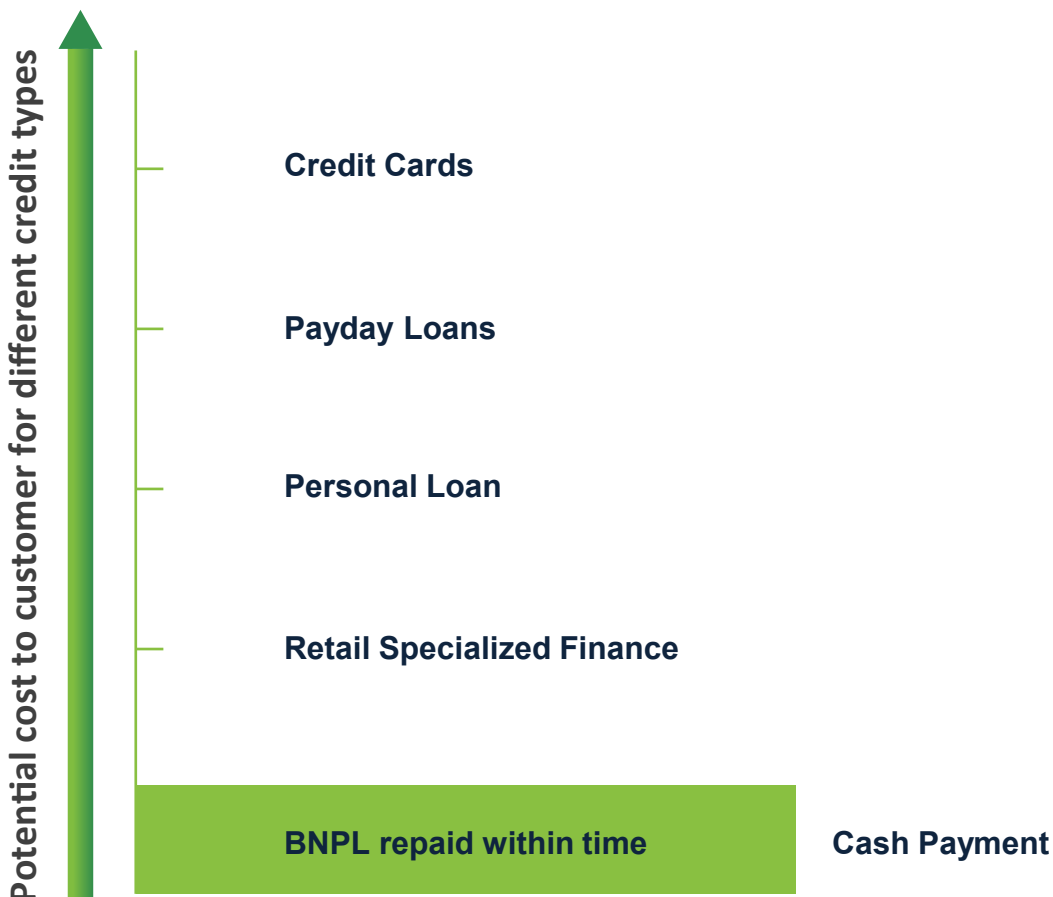 Potential cost to customer for different credit types
Credit Cards
Payday Loans
Personal Loan
Retail Specialized Finance
BNPL repaid within time
Cash Payment